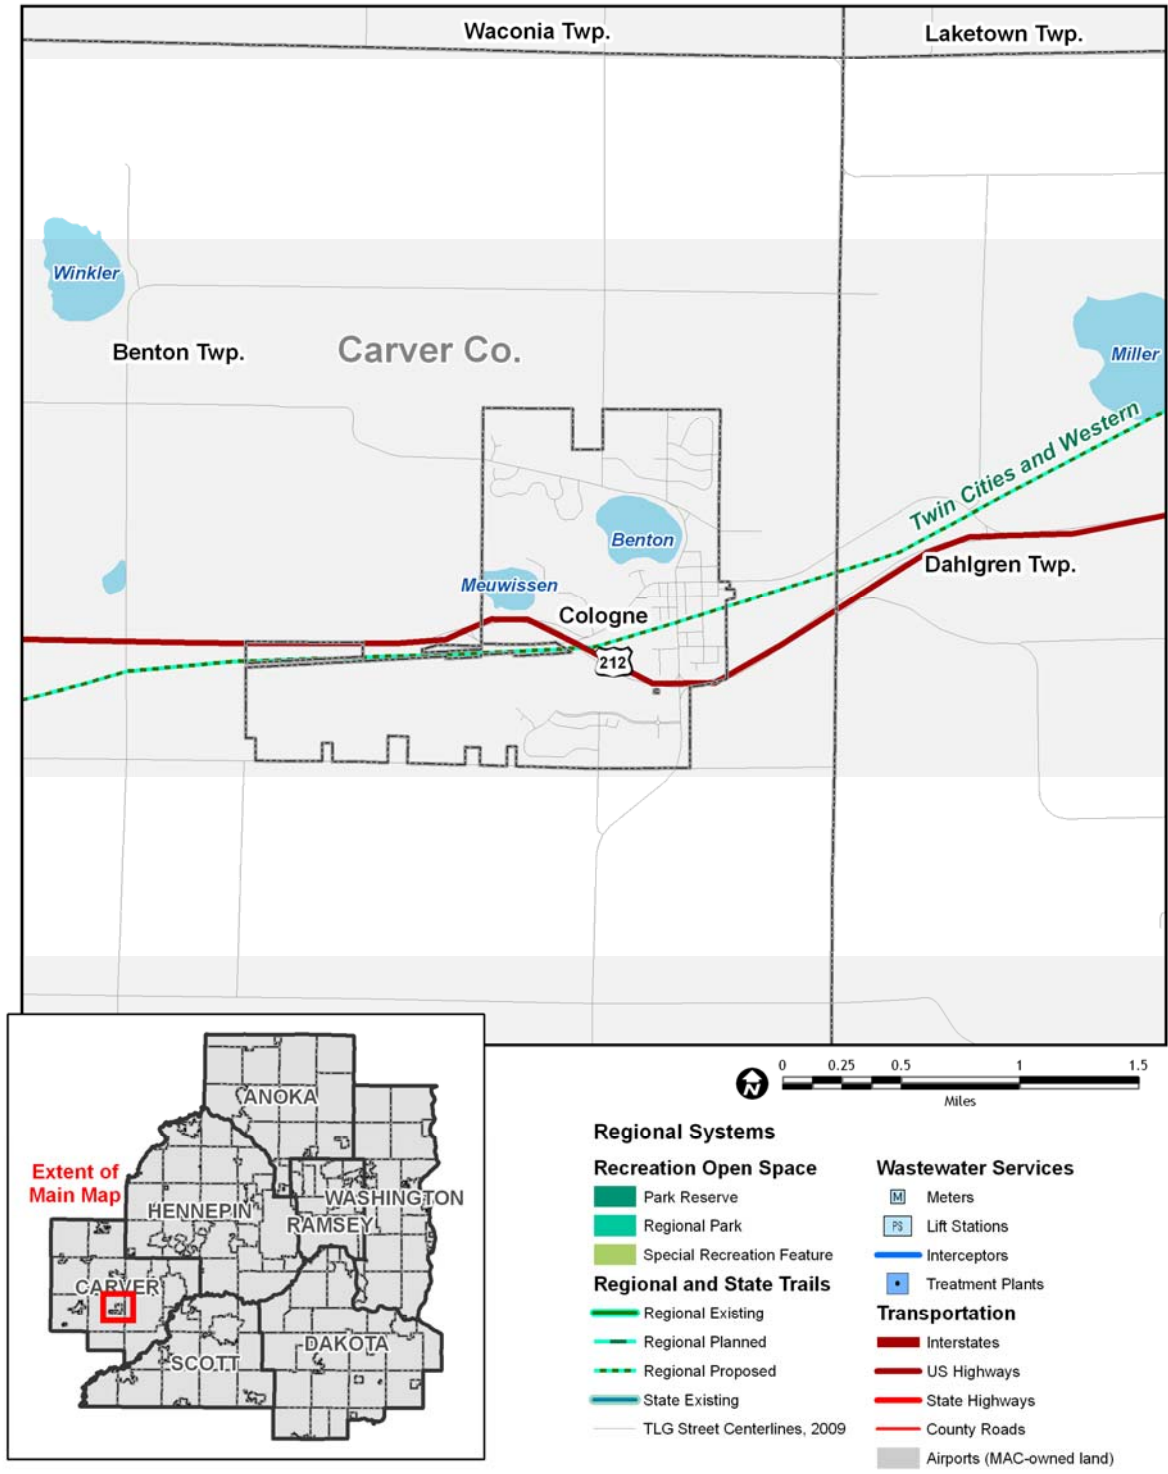 Waconia Twp.
Laketown Twp.
Winkler
Benton Twp.
Carver Co.
Miller
Twin Cities and Western
Benton
Meuwissen
Cologne
Dahlgren Twp.
212
Extent of
Main Map
ANOKA
HENNEPIN
WASHINGTON
RAMSEY
CARVER
SCOTT
DAKOTA
N
0 0.25 0.5 1 1.5
Miles
Regional Systems
Recreation Open Space
Park Reserve
Regional Park
Special Recreation Feature
Regional and State Trails
Regional Existing
Regional Planned
Regional Proposed
State Existing
TLG Street Centerlines, 2009
Wastewater Services
M Meters
PS Lift Stations
Interceptors
Treatment Plants
Transportation
Interstates
US Highways
State Highways
County Roads
Airports (MAC-owned land)